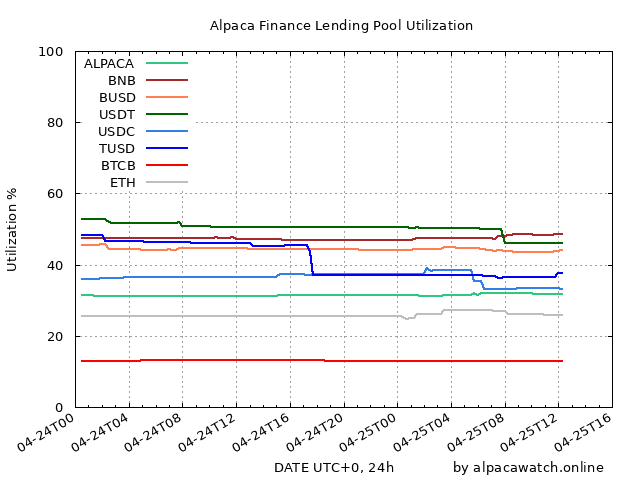 Alpaca Finance Lending Pool Utilization
100
80
60
40
20
0
Utilization %
ALPACA
BNB
BUSD
USDT
USDC
TUSD
BTCB
ETH
04-24T00
04-24T04
04-24T08
04-24T12
04-24T16
04-24T20
04-25T00
04-25T04
04-25T08
04-25T12
04-25T16
DATE UTC+0, 24h
by alpacawatch.online